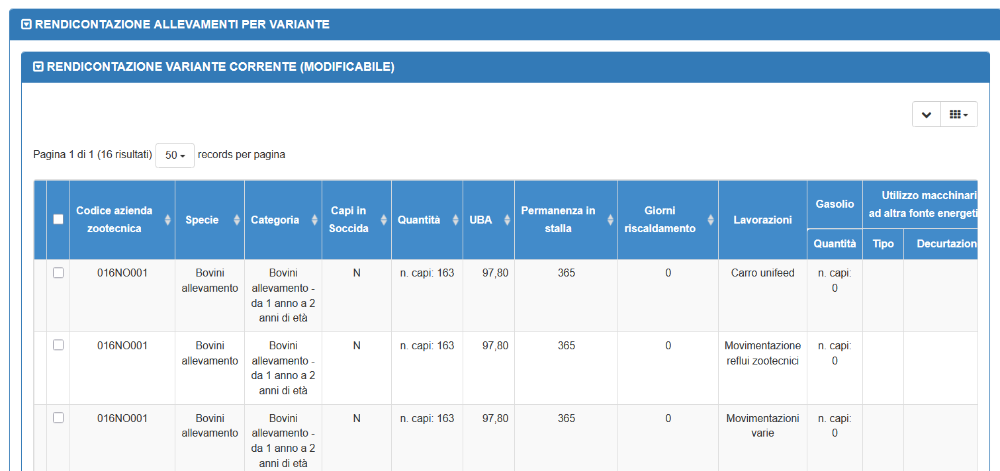 RENDICONTAZIONE ALLEVAMENTI PER VARIANTE
RENDICONTAZIONE VARIANTE CORRENTE (MODIFICABILE)
Pagina 1 di 1 (16 risultati) 50 records per pagina
Codice azienda zootecnica
Specie
Categoria
Capi in Soccida
Quantità
UBA
Permanenza in stalla
Giorni riscaldamento
Lavorazioni
Gasolio
Utilizzo macchinari
ad altra fonte energeti
Quantità
Tipo
Decurtazion
016NO001
Bovini
allevamento
Bovini
allevamento -
da 1 anno a 2
anni di età
N
n. capi: 163
97,80
365
0
Carro unifeed
n. capi:
0
016NO001
Bovini
allevamento
Bovini
allevamento -
da 1 anno a 2
anni di età
N
n. capi: 163
97,80
365
0
Movimentazione
reflui zootecnici
n. capi:
0
016NO001
Bovini
allevamento
Bovini
allevamento -
da 1 anno a 2
anni di età
N
n. capi: 163
97,80
365
0
Movimentazioni
varie
n. capi:
0